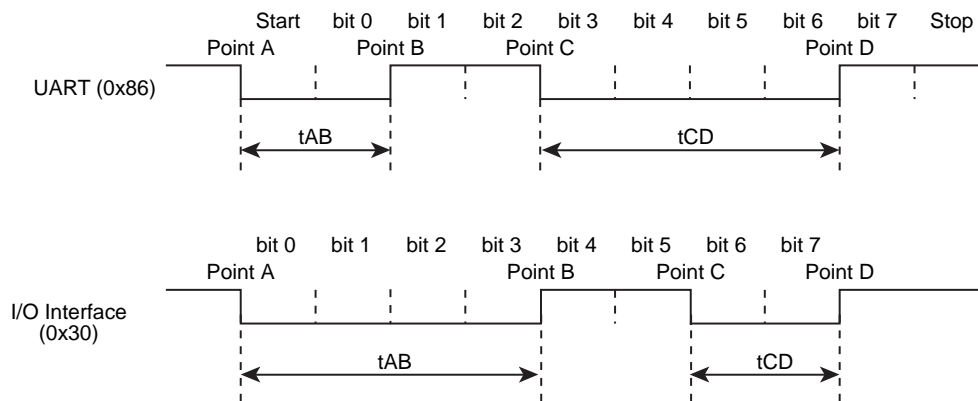 Start bit 0 bit 1 bit 2 bit 3 bit 4 bit 5 bit 6 bit 7 Stop
Point A Point B Point C Point D
UART (0x86)
tAB tCD
bit 0 bit 1 bit 2 bit 3 bit 4 bit 5 bit 6 bit 7
Point A Point B Point C Point D
I/O Interface
(0x30)
tAB tCD